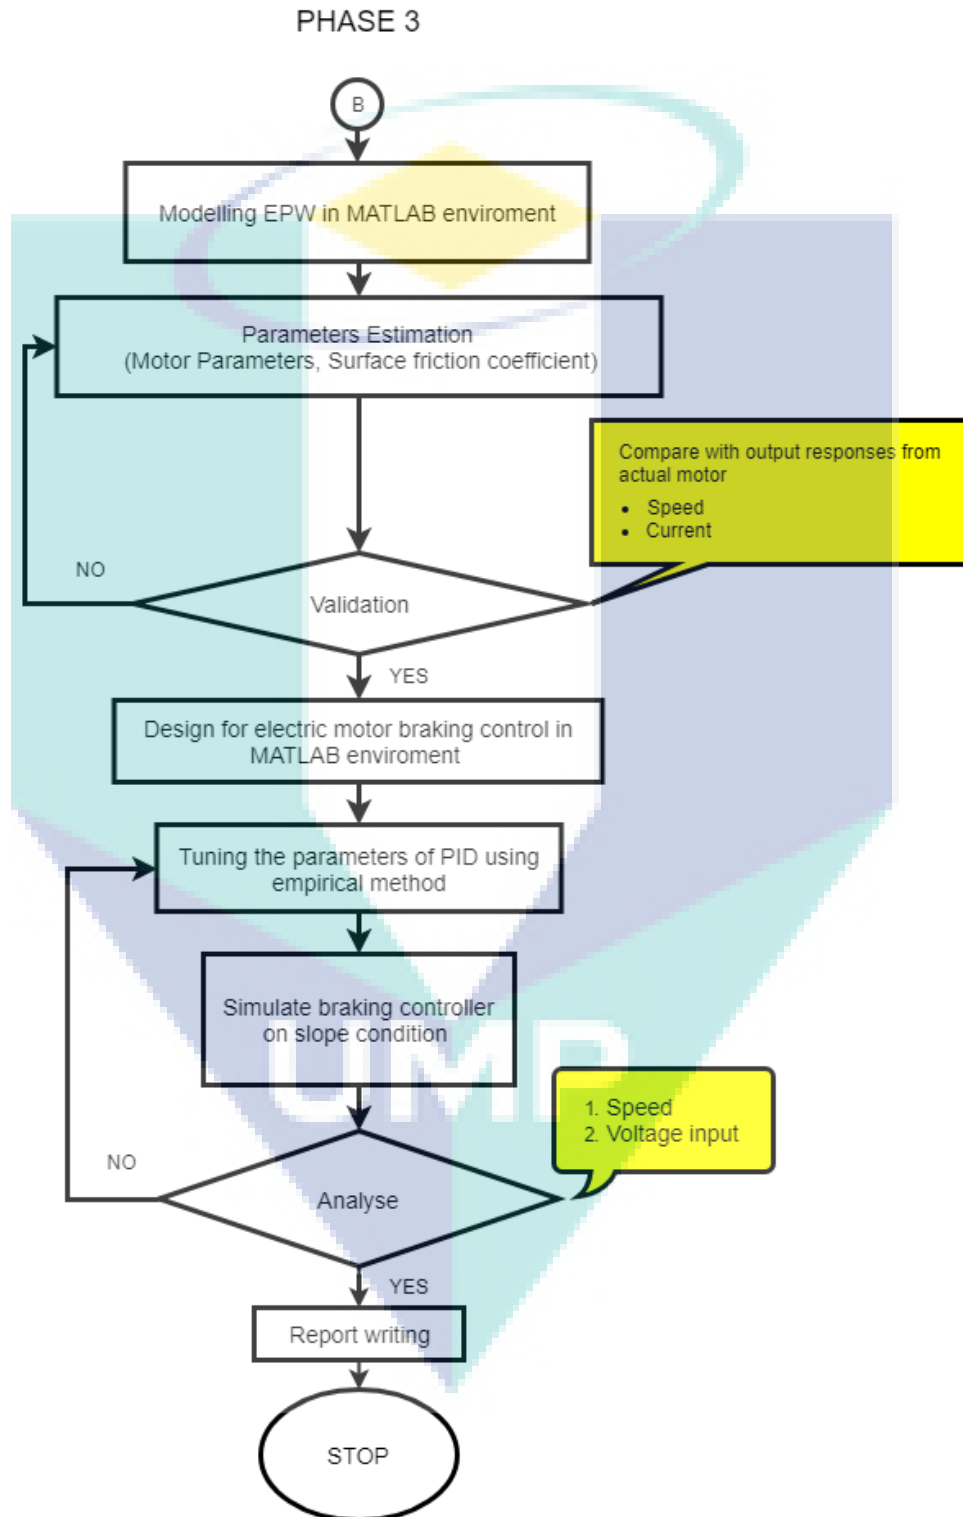 PHASE 3
B
Modelling EPW in MATLAB enviroment
Parameters Estimation
(Motor Parameters, Surface friction coefficient)
Compare with output responses from
actual motor
• Speed
• Current
NO
Validation
YES
Design for electric motor braking control in
MATLAB enviroment
Tuning the parameters of PID using
empirical method
Simulate braking controller
on slope condition
UMP
1. Speed
2. Voltage input
NO
Analyse
YES
Report writing
STOP